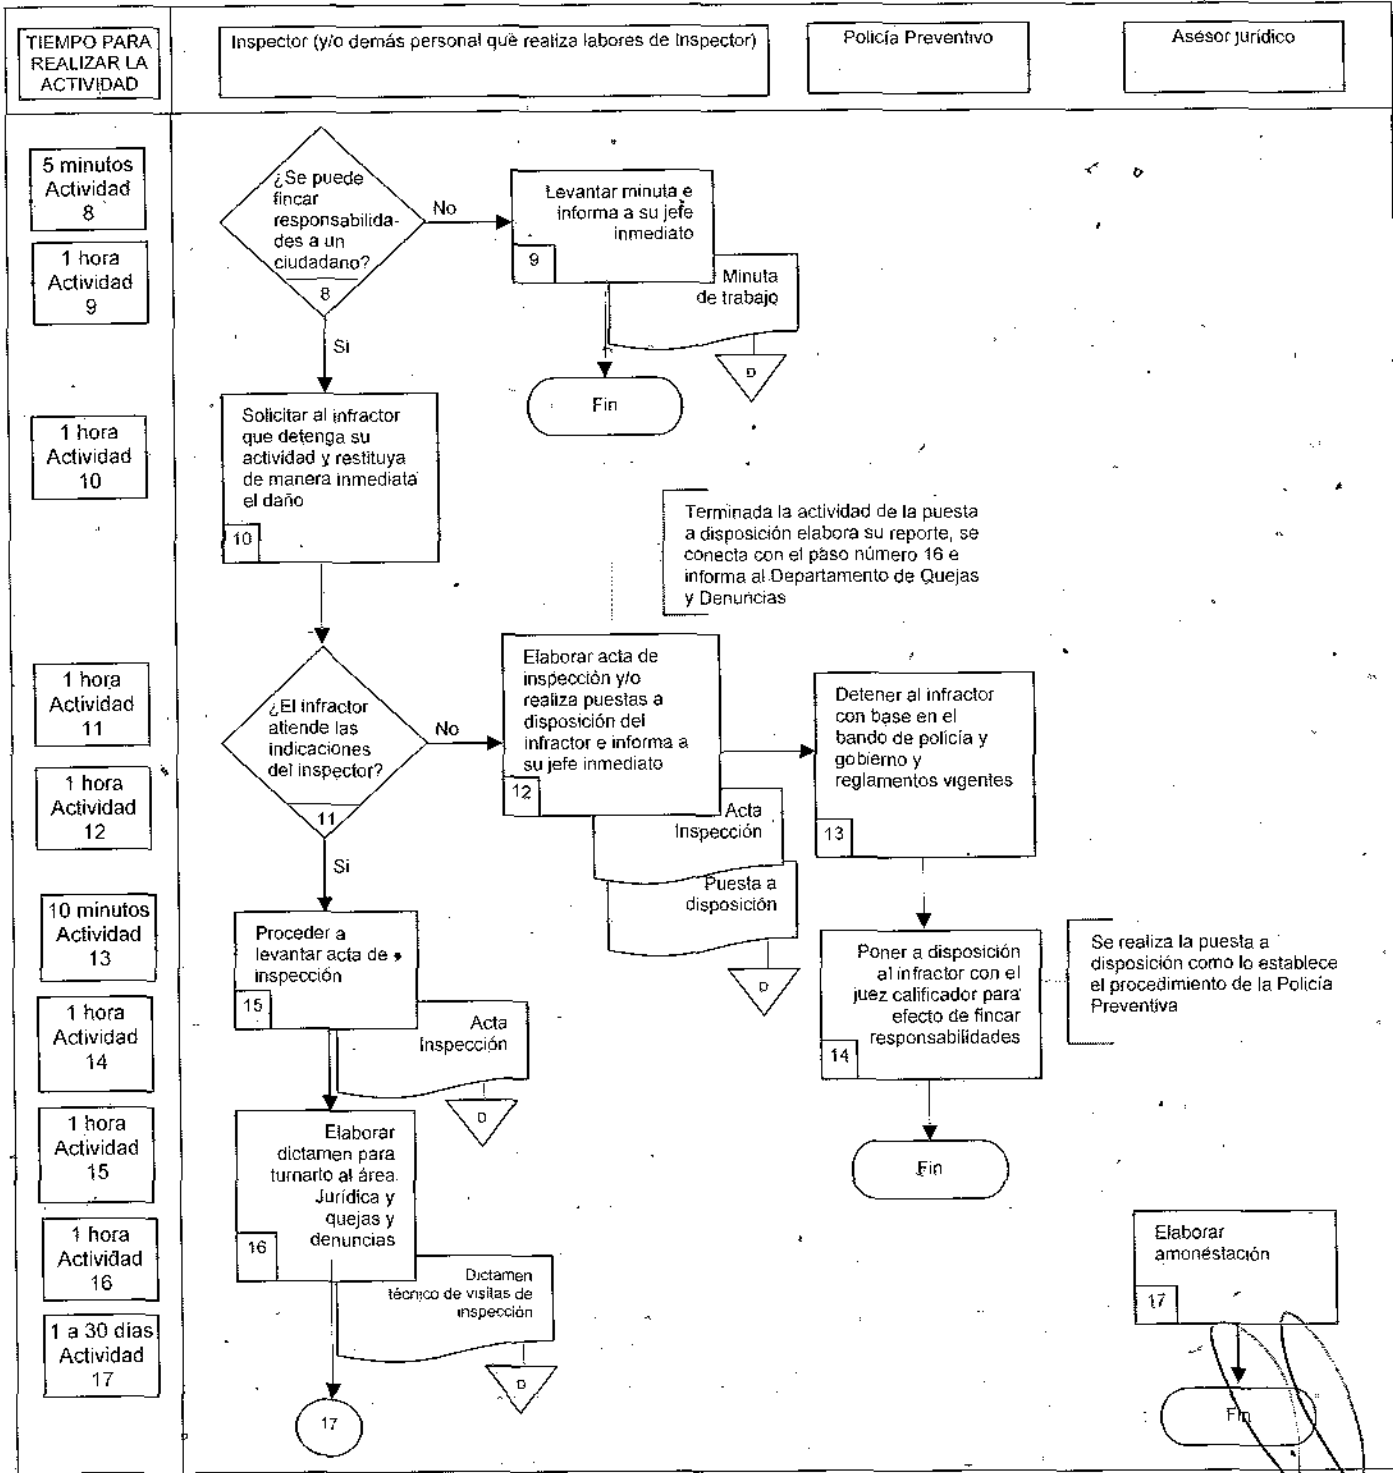 TIEMPO PARA
REALIZAR LA
ACTIVIDAD
Inspector (y/o demás personal que realiza labores de Inspector)
Policía Preventivo
Asesor jurídico
5 minutos
Actividad
8
1 hora
Actividad
9
1 hora
Actividad
10
1 hora
Actividad
11
1 hora
Actividad
12
10 minutos
Actividad
13
1 hora
Actividad
14
1 hora
Actividad
15
1 hora
Actividad
16
1 a 30 días
Actividad
17
¿Se puede
fincar
responsabilida-
des a un
ciudadano?
8
No
Si
Levantar minuta e
informa a su jefe
inmediato
9
Minuta
de trabajo
D
Fin
Solicitar al infractor
que detenga su
actividad y restituya
de manera inmediata
el daño
10
Terminada la actividad de la puesta
a disposición elabora su reporte, se
conecta con el paso número 16 e
informa al Departamento de Quejas
y Denuncias
¿El infractor
atiende las
indicaciones
del inspector?
11
No
Si
Elaborar acta de
inspección y/o
realiza puestas a
disposición del
infractor e informa a
su jefe inmediato
12
Acta
Inspección
Puesta a
disposición
D
Detener al infractor
con base en el
bando de policía y
gobierno y
reglamentos vigentes
13
Poner a disposición
al infractor con el
juez calificador para
efecto de fincar
responsabilidades
14
Se realiza la puesta a
disposición como lo establece
el procedimiento de la Policía
Preventiva
Fin
Proceder a
levantar acta de
inspección
15
Acta
Inspección
D
Elaborar
dictamen para
turnarlo al área
Jurídica y
quejas y
denuncias
16
Dictamen
técnico de visitas de
inspección
D
17
Elaborar
amonestación
17
Fin